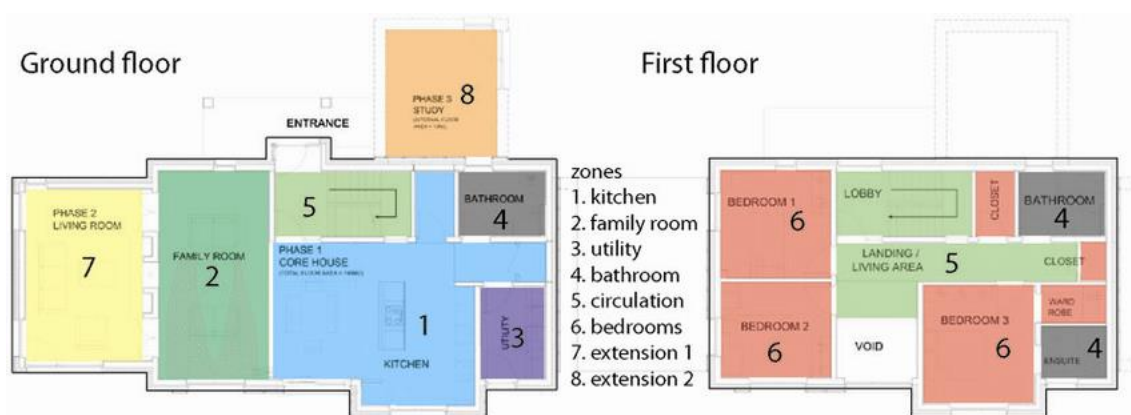 Ground floor
First floor
PHASE 3
STUDY
8
ENTRANCE
PHASE 2
LIVING ROOM
7
FAMILY ROOM
2
5
PHASE 1
CORE HOUSE
BATHROOM
4
1
KITCHEN
UTILITY
3
zones
1. kitchen
2. family room
3. utility
4. bathroom
5. circulation
6. bedrooms
7. extension 1
8. extension 2
BEDROOM 1
6
LOBBY
CLOSET
BATHROOM
4
LANDING /
LIVING AREA
5
CLOSET
BEDROOM 2
6
VOID
BEDROOM 3
6
WARD
ROBE
ENSUITE
4